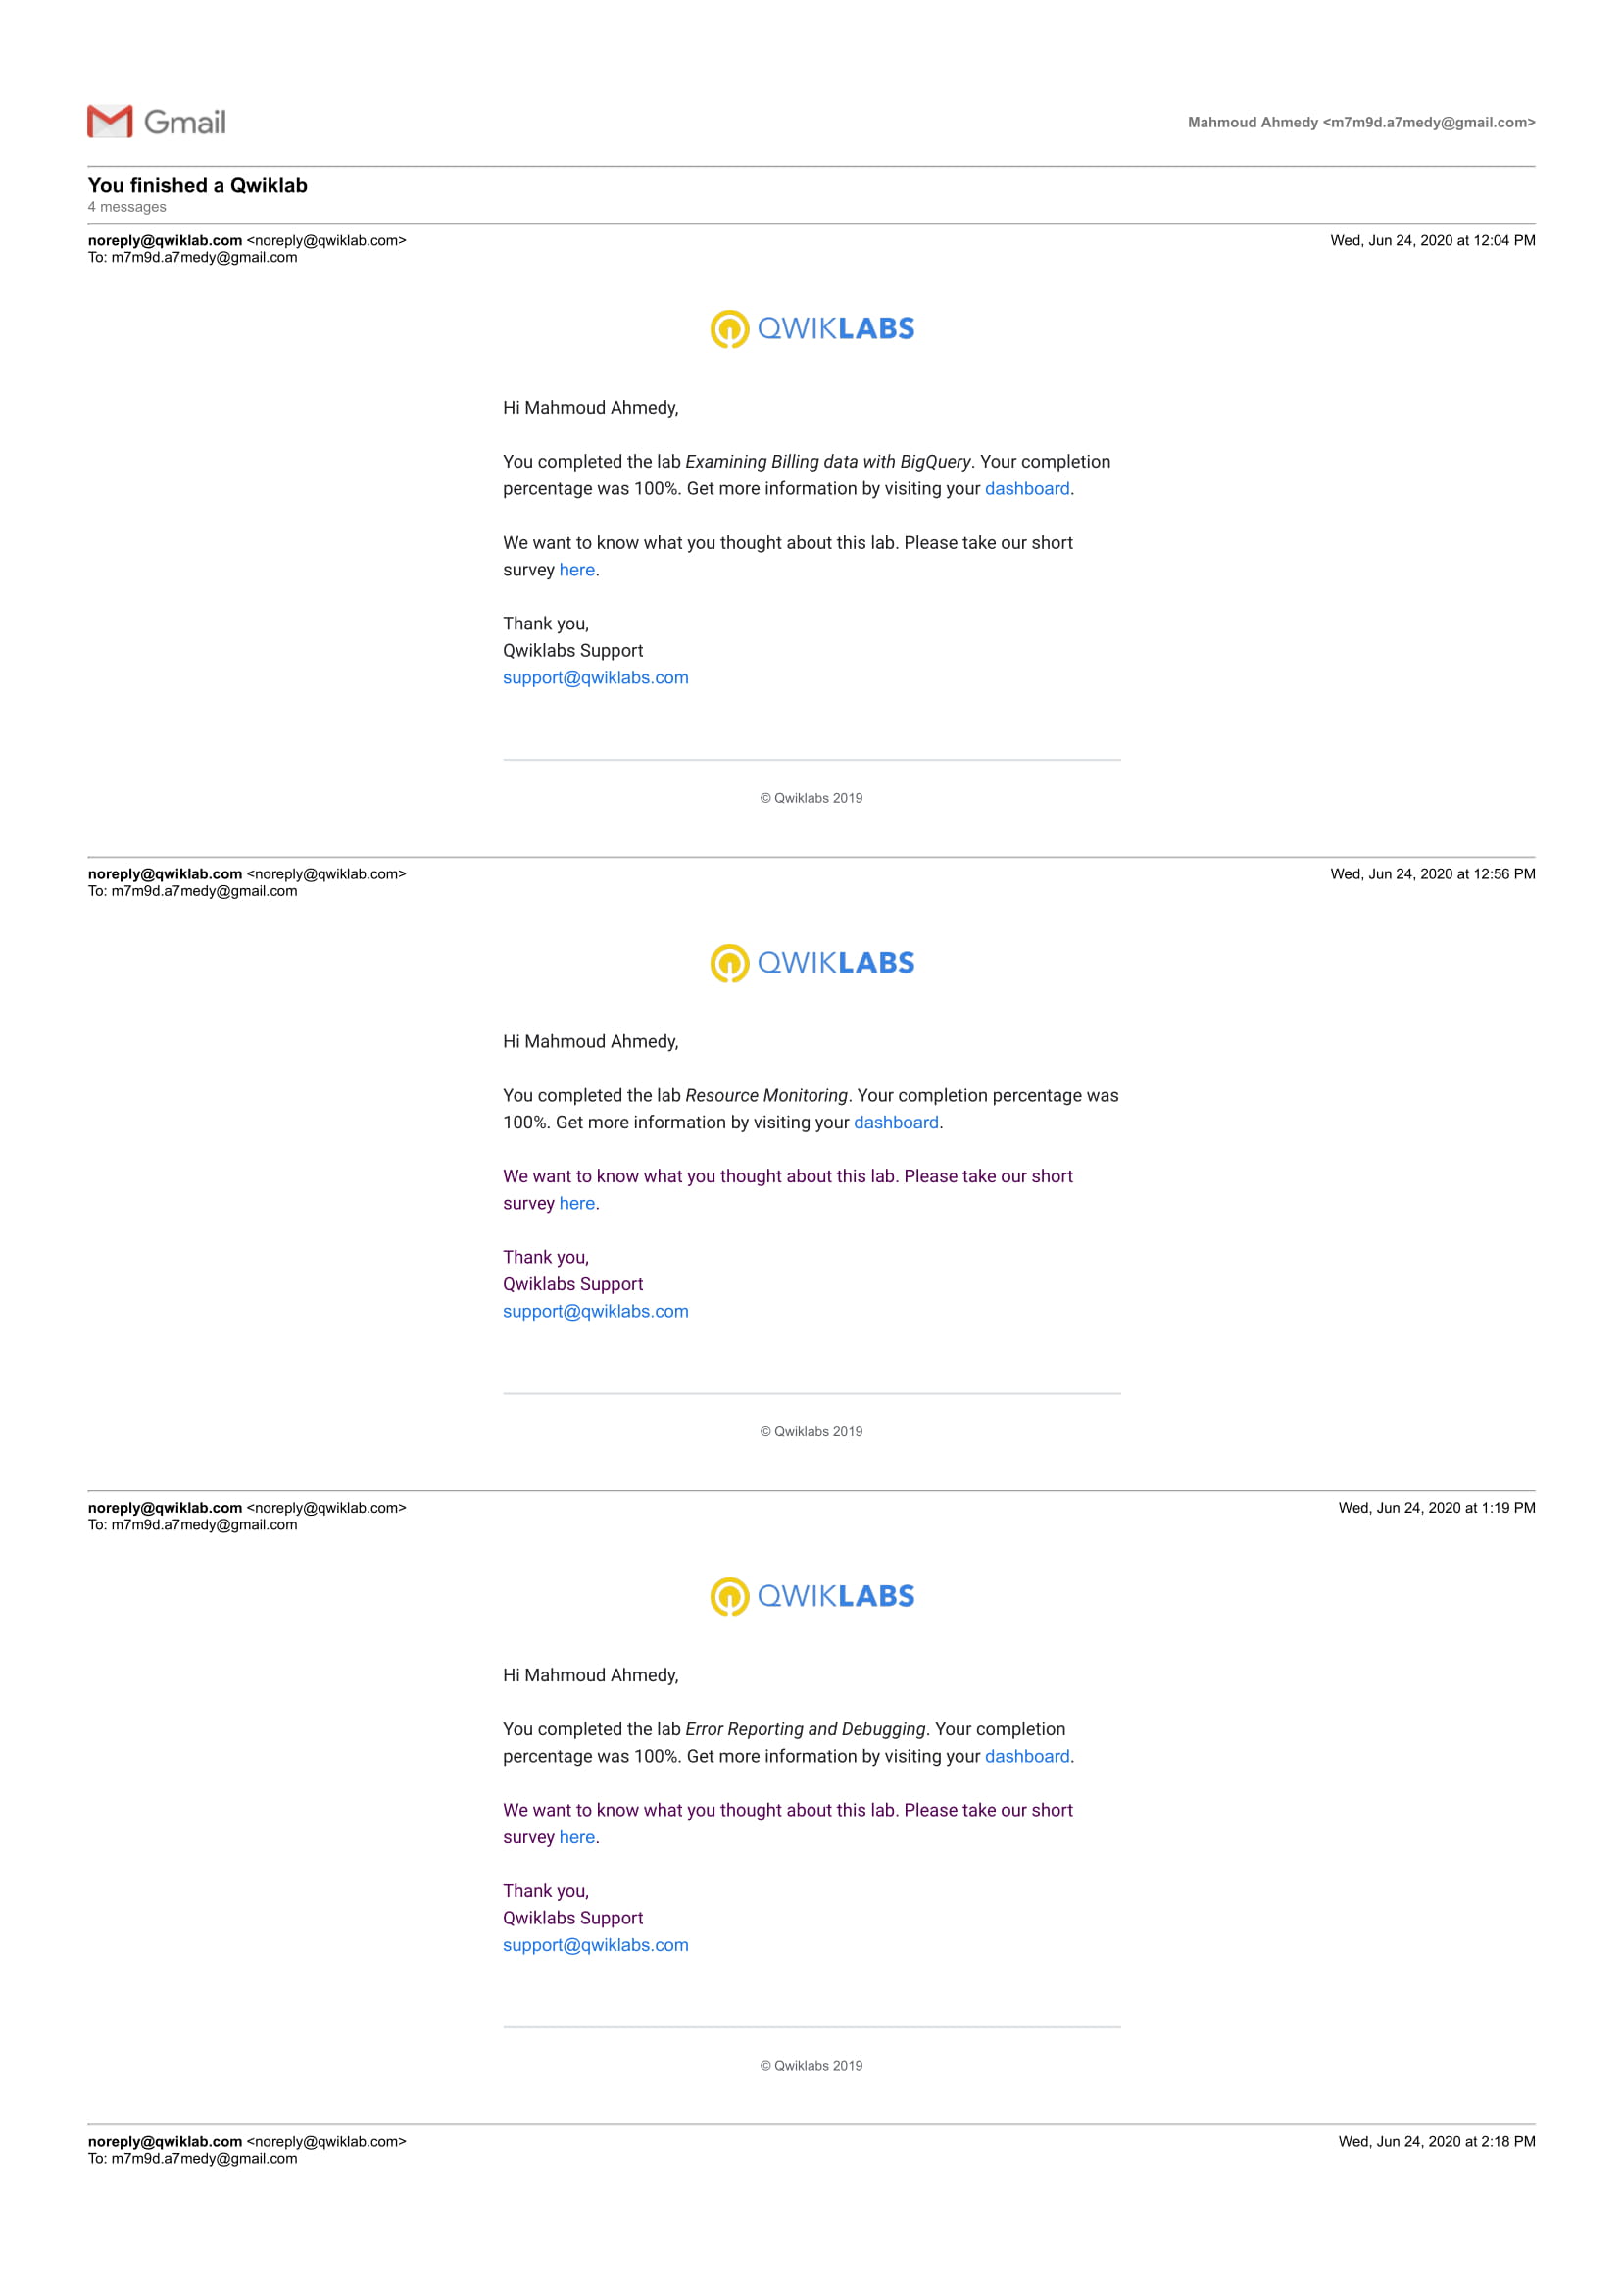 Gmail
Mahmoud Ahmedy <m7m9d.a7medy@gmail.com>
You finished a Qwiklab
4 messages
noreply@qwiklab.com <noreply@qwiklab.com>
Wed, Jun 24, 2020 at 12:04 PM
To: m7m9d.a7medy@gmail.com
QWIKLABS
Hi Mahmoud Ahmedy,
You completed the lab Examining Billing data with BigQuery. Your completion
percentage was 100%. Get more information by visiting your dashboard.
We want to know what you thought about this lab. Please take our short
survey here.
Thank you,
Qwiklabs Support
support@qwiklabs.com
© Qwiklabs 2019
noreply@qwiklab.com <noreply@qwiklab.com>
Wed, Jun 24, 2020 at 12:56 PM
To: m7m9d.a7medy@gmail.com
QWIKLABS
Hi Mahmoud Ahmedy,
You completed the lab Resource Monitoring. Your completion percentage was
100%. Get more information by visiting your dashboard.
We want to know what you thought about this lab. Please take our short
survey here.
Thank you,
Qwiklabs Support
support@qwiklabs.com
© Qwiklabs 2019
noreply@qwiklab.com <noreply@qwiklab.com>
Wed, Jun 24, 2020 at 1:19 PM
To: m7m9d.a7medy@gmail.com
QWIKLABS
Hi Mahmoud Ahmedy,
You completed the lab Error Reporting and Debugging. Your completion
percentage was 100%. Get more information by visiting your dashboard.
We want to know what you thought about this lab. Please take our short
survey here.
Thank you,
Qwiklabs Support
support@qwiklabs.com
© Qwiklabs 2019
noreply@qwiklab.com <noreply@qwiklab.com>
Wed, Jun 24, 2020 at 2:18 PM
To: m7m9d.a7medy@gmail.com